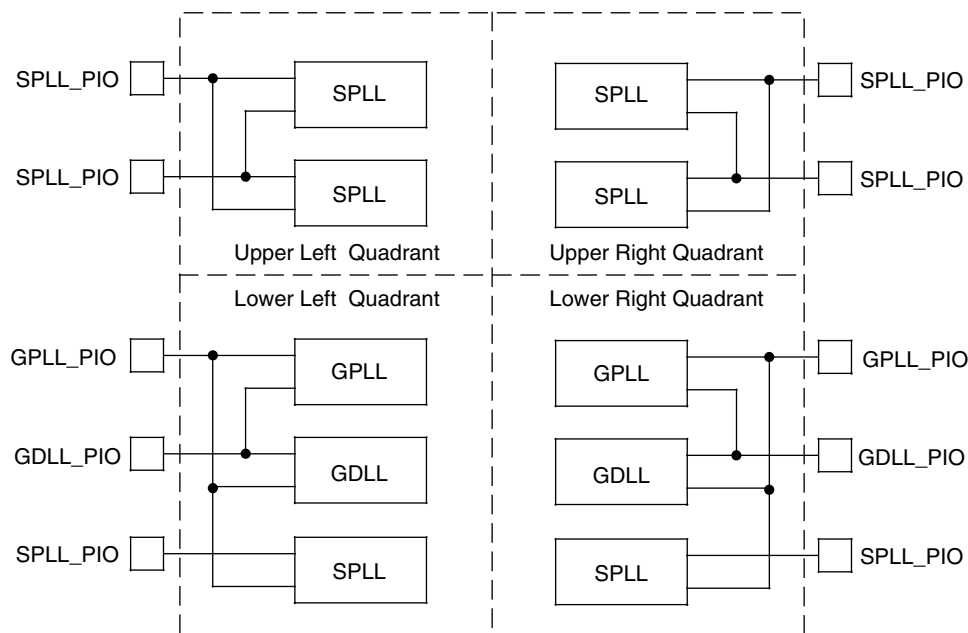 SPLL_PIO
SPLL
SPLL
SPLL_PIO
SPLL_PIO
SPLL
SPLL
SPLL_PIO
Upper Left Quadrant
Upper Right Quadrant
Lower Left Quadrant
Lower Right Quadrant
GPLL_PIO
GPLL
GPLL
GPLL_PIO
GDLL_PIO
GDLL
GDLL
GDLL_PIO
SPLL_PIO
SPLL
SPLL
SPLL_PIO